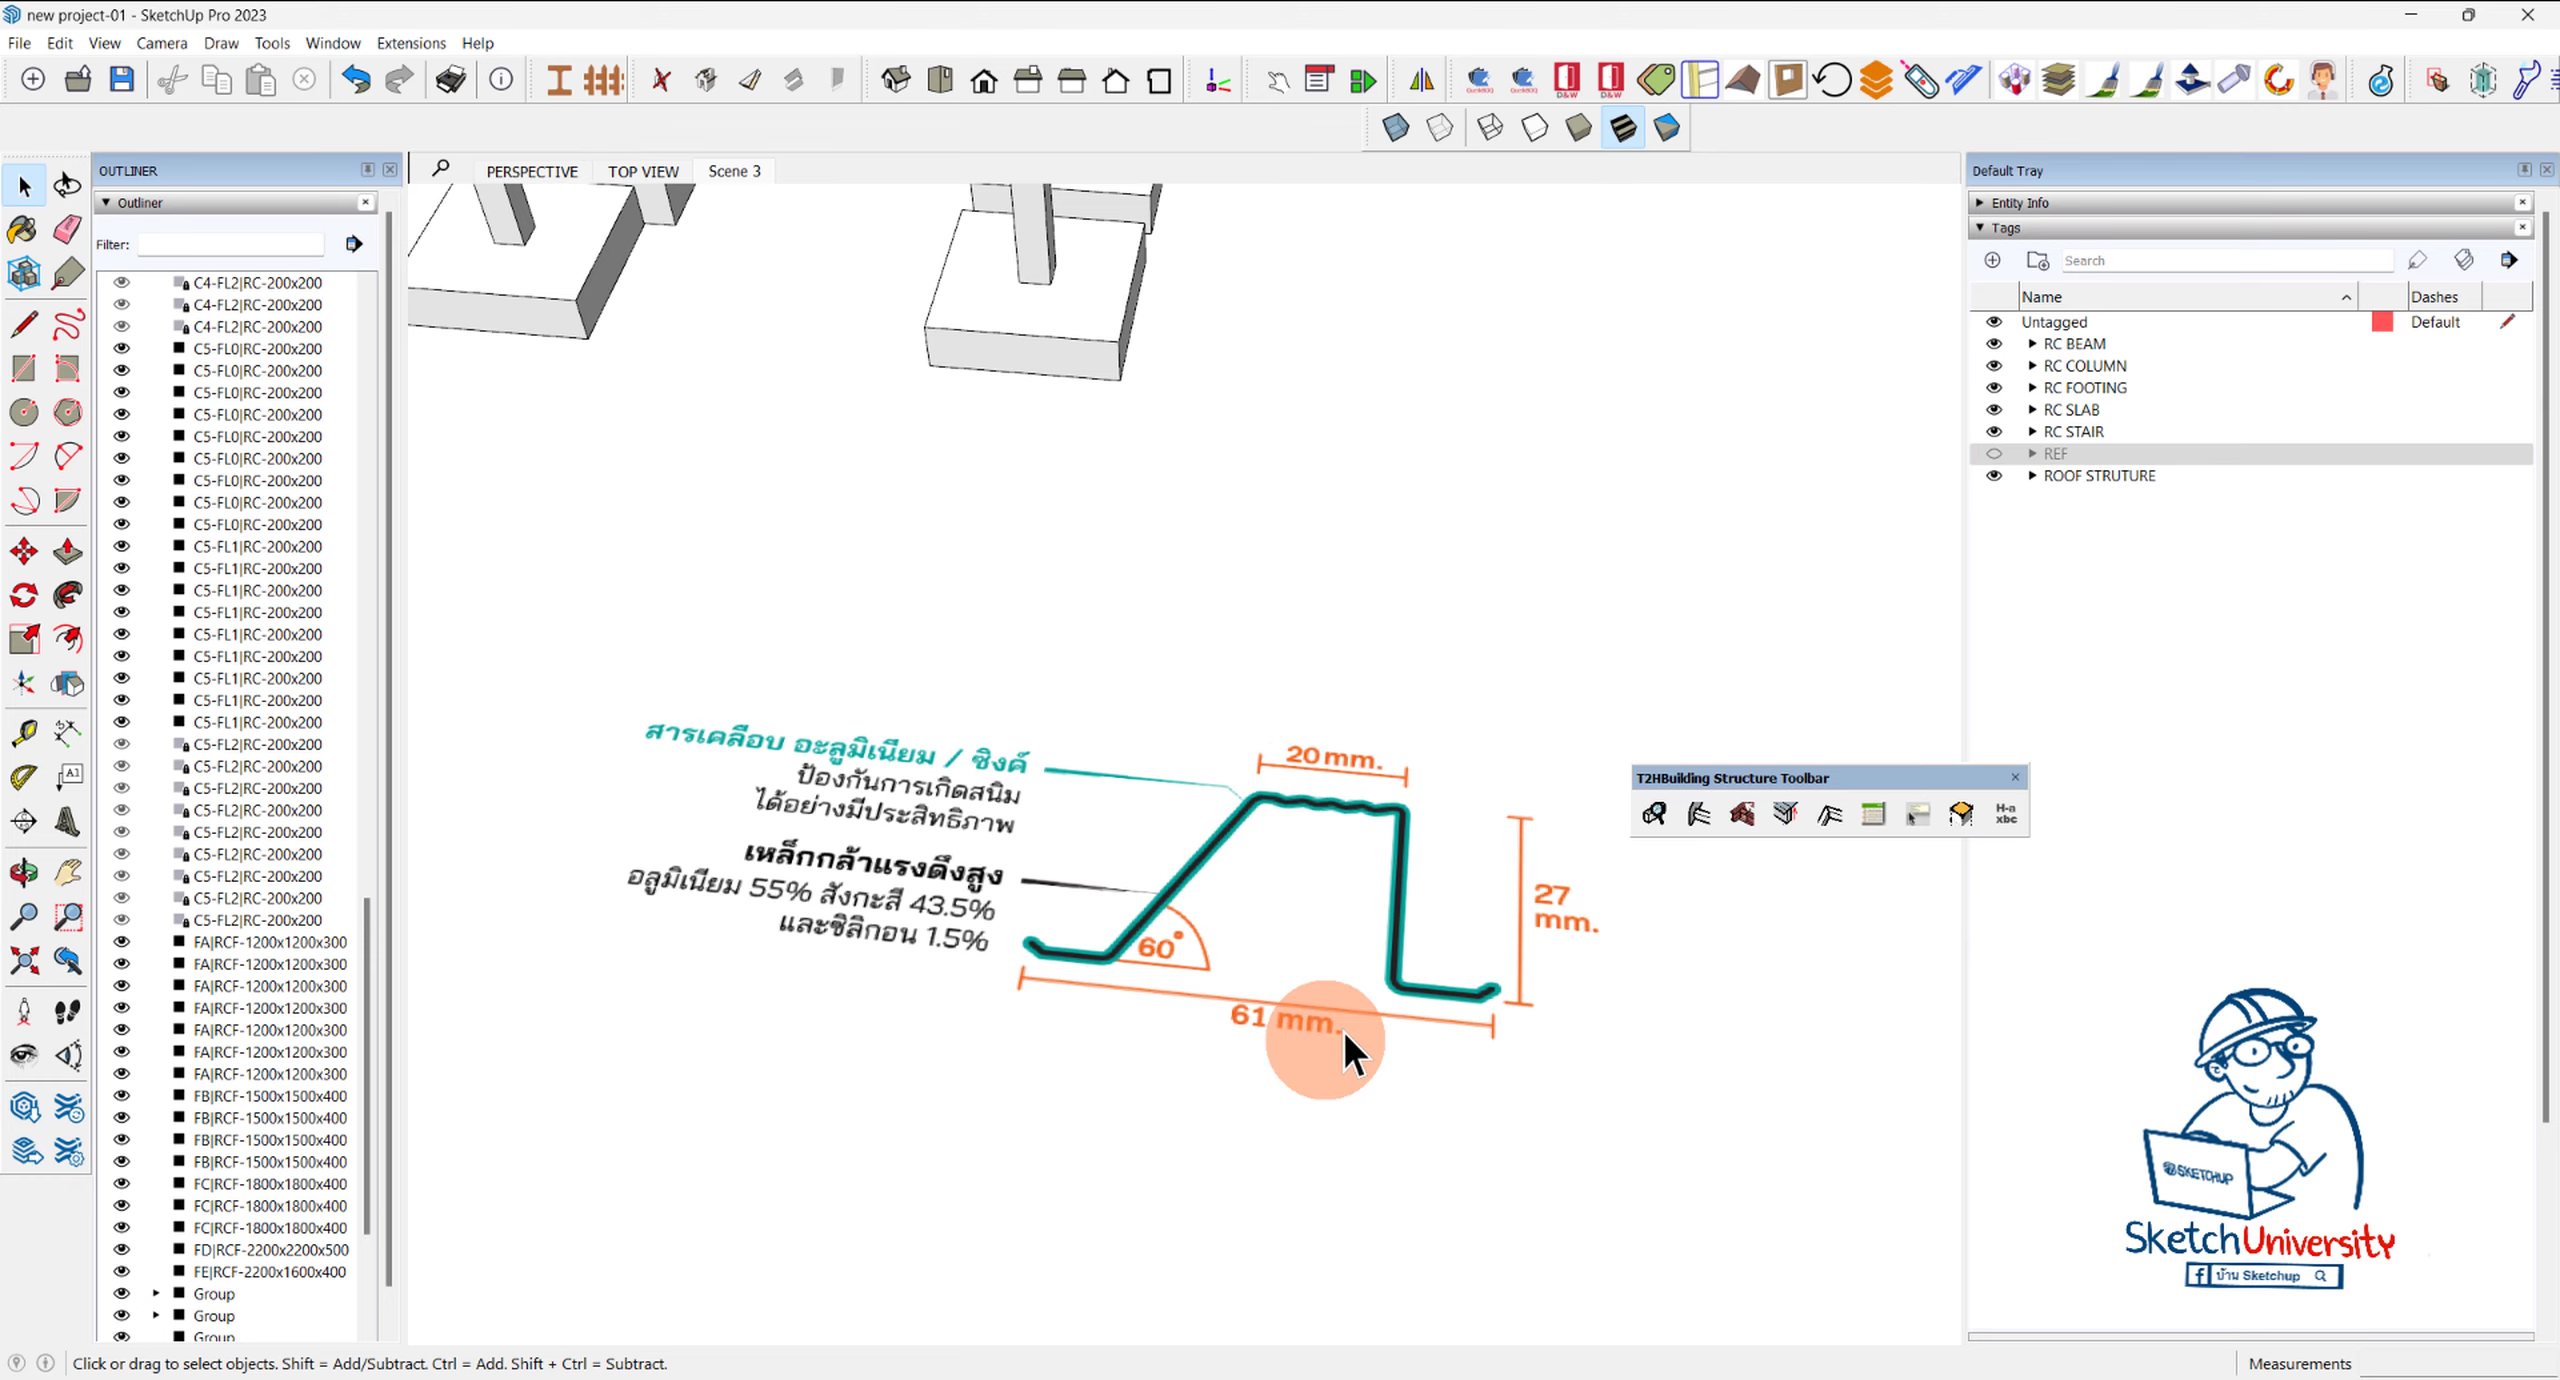 new project-01 - SketchUp Pro 2023
File Edit View Camera Draw Tools Window Extensions Help
OUTLINER
Outliner
Filter:
C4-FL2|RC-200x200
C4-FL2|RC-200x200
C4-FL2|RC-200x200
C5-FL0|RC-200x200
C5-FL0|RC-200x200
C5-FL0|RC-200x200
C5-FL0|RC-200x200
C5-FL0|RC-200x200
C5-FL0|RC-200x200
C5-FL0|RC-200x200
C5-FL0|RC-200x200
C5-FL0|RC-200x200
C5-FL1|RC-200x200
C5-FL1|RC-200x200
C5-FL1|RC-200x200
C5-FL1|RC-200x200
C5-FL1|RC-200x200
C5-FL1|RC-200x200
C5-FL1|RC-200x200
C5-FL1|RC-200x200
C5-FL1|RC-200x200
C5-FL2|RC-200x200
C5-FL2|RC-200x200
C5-FL2|RC-200x200
C5-FL2|RC-200x200
C5-FL2|RC-200x200
C5-FL2|RC-200x200
C5-FL2|RC-200x200
C5-FL2|RC-200x200
C5-FL2|RC-200x200
FA|RCF-1200x1200x300
FA|RCF-1200x1200x300
FA|RCF-1200x1200x300
FA|RCF-1200x1200x300
FA|RCF-1200x1200x300
FA|RCF-1200x1200x300
FA|RCF-1200x1200x300
FB|RCF-1500x1500x400
FB|RCF-1500x1500x400
FB|RCF-1500x1500x400
FB|RCF-1500x1500x400
FC|RCF-1800x1800x400
FC|RCF-1800x1800x400
FC|RCF-1800x1800x400
FD|RCF-2200x2200x500
FE|RCF-2200x1600x400
Group
Group
Group
PERSPECTIVE TOP VIEW Scene 3
สารเคลือบ อะลูมิเนียม / ซิงค์
ป้องกันการเกิดสนิม
ได้อย่างมีประสิทธิภาพ
เหล็กกล้าแรงดึงสูง
อลูมิเนียม 55% สังกะสี 43.5%
และซิลิกอน 1.5%
20 mm.
27
mm.
60°
61 mm.
T2HBuilding Structure Toolbar
H-a
xbc
Default Tray
Entity Info
Tags
Search
Name Dashes
Untagged Default
RC BEAM
RC COLUMN
RC FOOTING
RC SLAB
RC STAIR
REF
ROOF STRUTURE
SKETCHUP
SketchUniversity
f บ้าน Sketchup
Click or drag to select objects. Shift = Add/Subtract. Ctrl = Add. Shift + Ctrl = Subtract.
Measurements